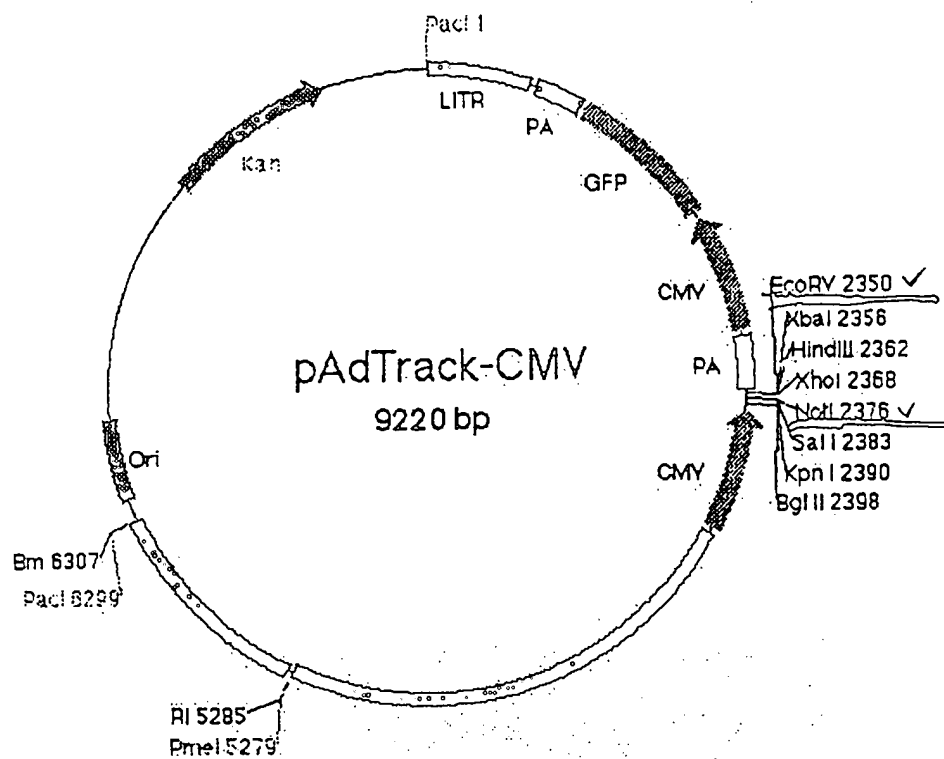 PacI 1
LITR
PA
GFP
Kan
CMV
EcoRV 2350 ✓
XbaI 2356
HindIII 2362
PA
XhoI 2368
NotI 2376 ✓
SalI 2383
KpnI 2390
BglII 2398
CMV
pAdTrack-CMV
9220 bp
Ori
Bm 6307
PacI 6299
RI 5285
PmeI 5279